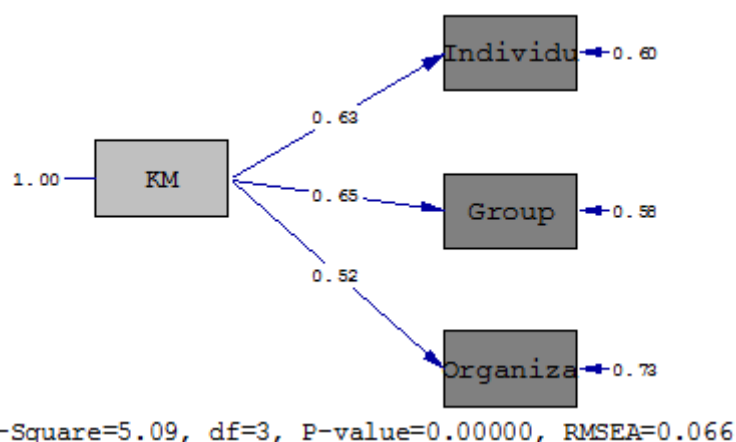 Individu
0.60
0.63
1.00
KM
0.65
Group
0.58
0.52
Organiza
0.73
-Square=5.09, df=3, P-value=0.00000, RMSEA=0.066